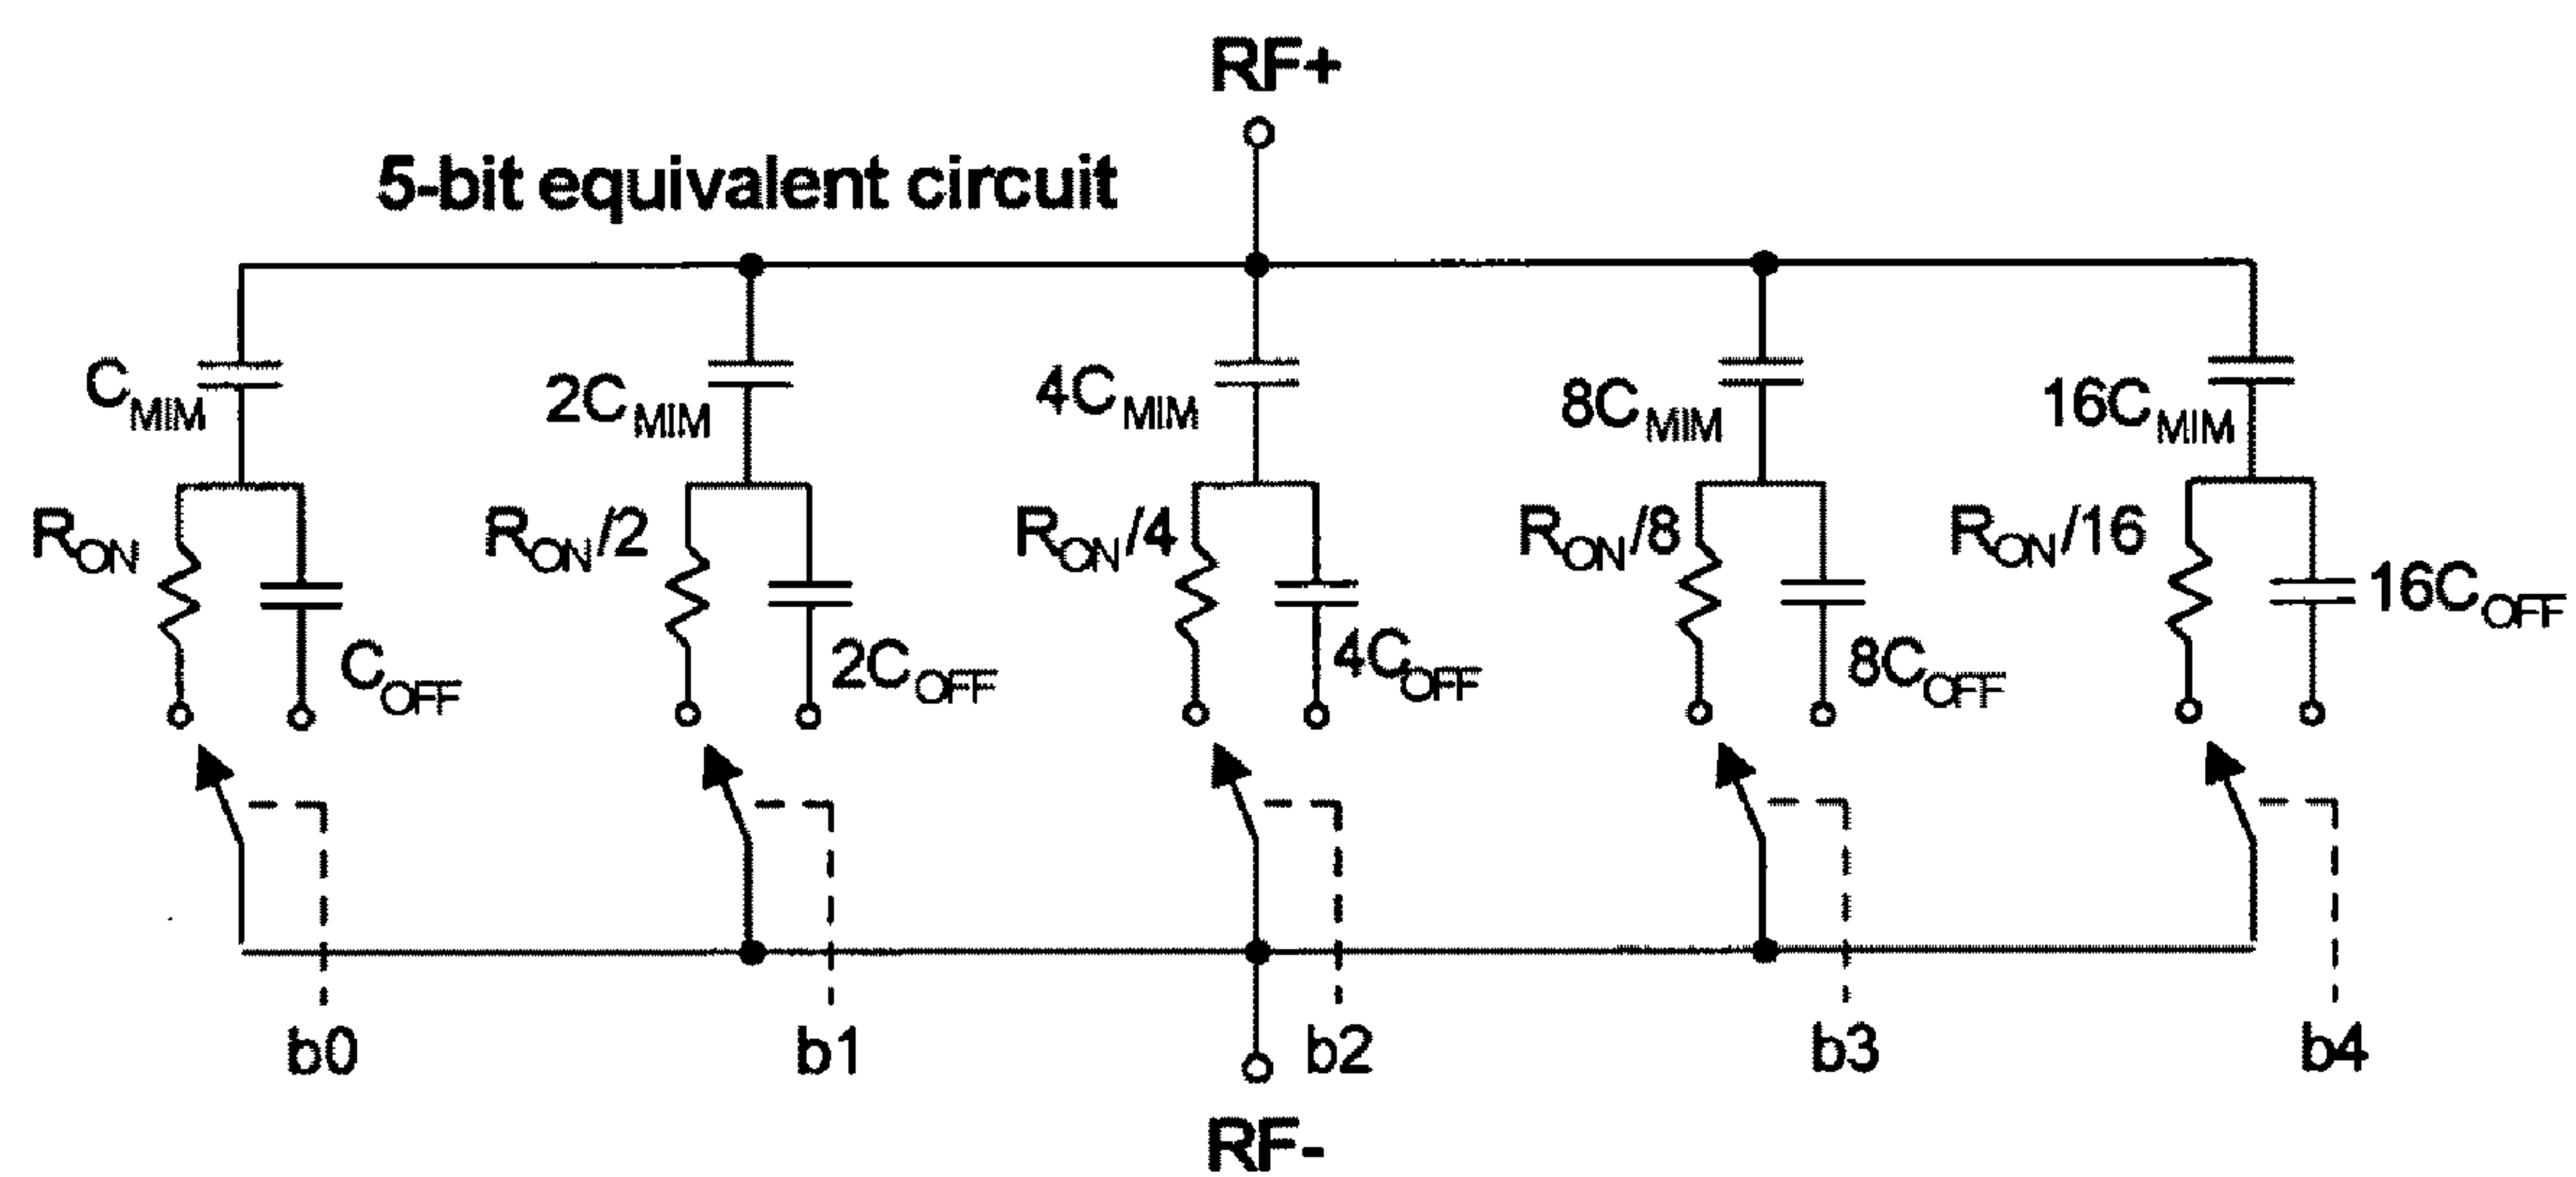 RF+
5-bit equivalent circuit
CMIM
2CMIM
4CMIM
8CMIM
16CMIM
RON
RON/2
RON/4
RON/8
RON/16
COFF
2COFF
4COFF
8COFF
16COFF
b0
b1
b2
b3
b4
RF-